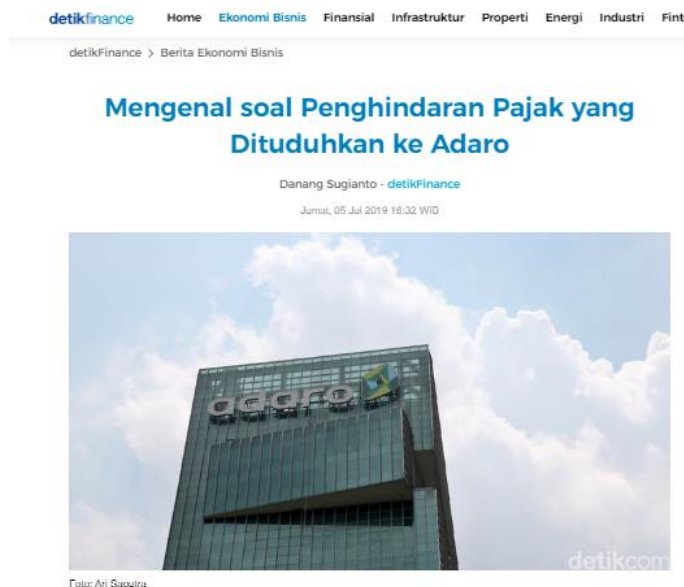 detikfinance Home Ekonomi Bisnis Finansial Infrastruktur Properti Energi Industri Fint
detikFinance > Berita Ekonomi Bisnis
Mengenal soal Penghindaran Pajak yang
Dituduhkan ke Adaro
Danang Sugianto - detikFinance
Jumat, 05 Jul 2019 16:32 WIB
adaro
detikcom
Foto: Ari Saputra